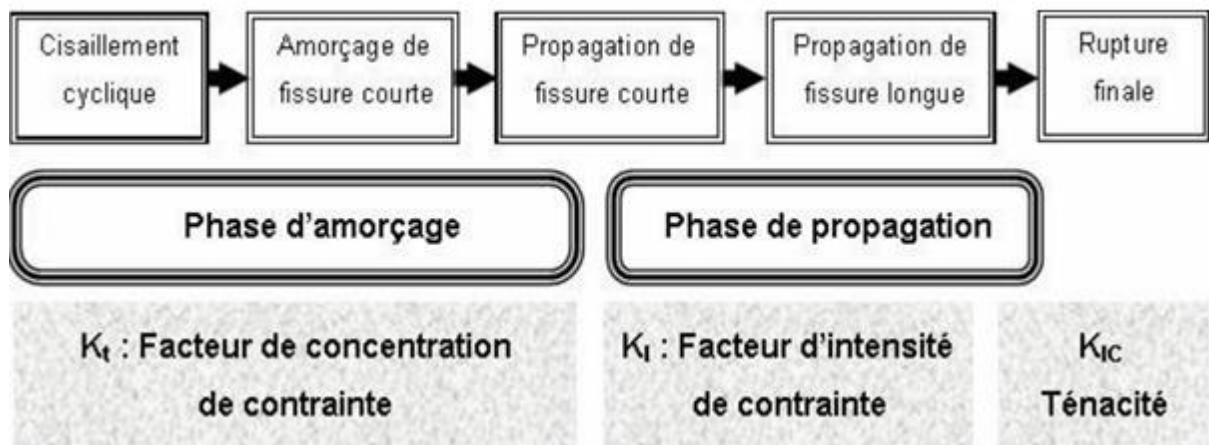 Cisaillement
cyclique
Amorçage de
fissure courte
Propagation de
fissure courte
Propagation de
fissure longue
Rupture
finale
Phase d'amorçage
Phase de propagation
Kt : Facteur de concentration
de contrainte
KI : Facteur d'intensité
de contrainte
KIC
Ténacité